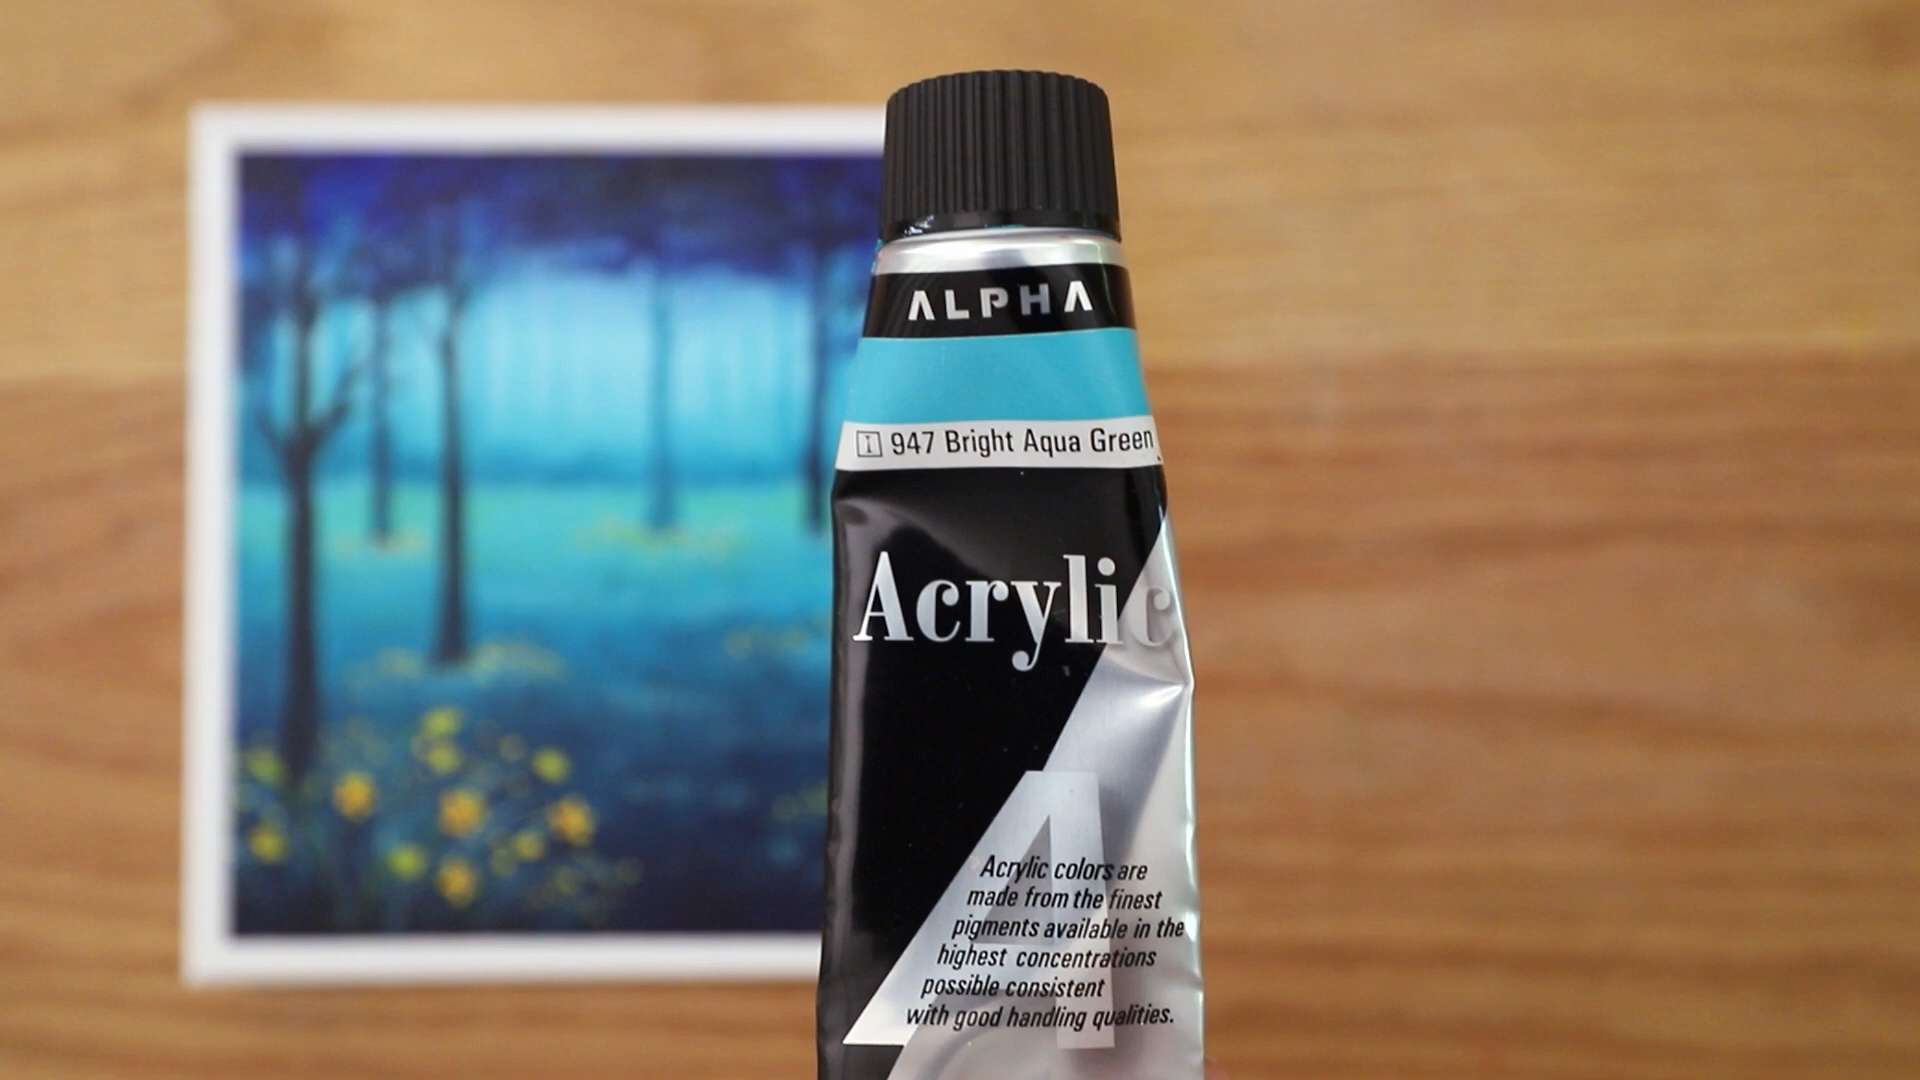 ALPHA
I 947 Bright Aqua Green
Acrylic
A
Acrylic colors are
made from the finest
pigments available in the
highest concentrations
possible consistent
with good handling qualities.